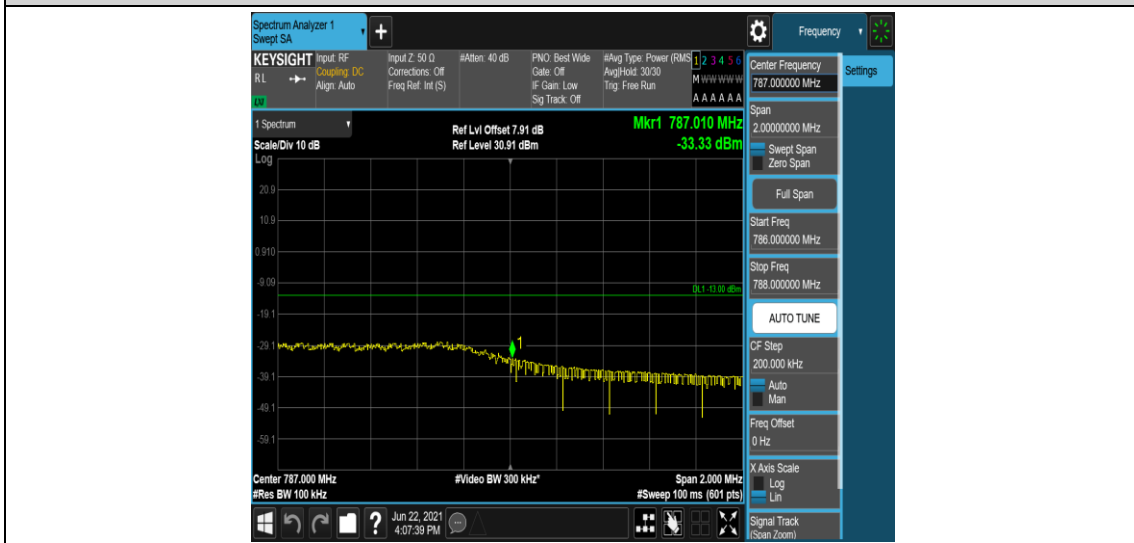 Spectrum Analyzer 1
Swept SA
+
Frequency
KEYSIGHT
RL
LXI
Input: RF
Coupling: DC
Align: Auto
Input Z: 50 Ω
Corrections: Off
Freq Ref: Int (S)
#Atten: 40 dB
PNO: Best Wide
Gate: Off
IF Gain: Low
Sig Track: Off
#Avg Type: Power (RMS
Avg|Hold: 30/30
Trig: Free Run
1 2 3 4 5 6
M W W W W W
A A A A A A
Center Frequency
787.000000 MHz
Settings
Span
2.00000000 MHz
Swept Span
Zero Span
Full Span
Start Freq
786.000000 MHz
Stop Freq
788.000000 MHz
AUTO TUNE
CF Step
200.000 kHz
Auto
Man
Freq Offset
0 Hz
X Axis Scale
Log
Lin
Signal Track
(Span Zoom)
1 Spectrum
Scale/Div 10 dB
Ref Lvl Offset 7.91 dB
Ref Level 30.91 dBm
Mkr1 787.010 MHz
-33.33 dBm
Log
20.9
10.9
0.910
-9.09
DL1 -13.00 dBm
-19.1
-29.1
1
-39.1
-49.1
-59.1
Center 787.000 MHz
#Video BW 300 kHz*
Span 2.000 MHz
#Res BW 100 kHz
#Sweep 100 ms (601 pts)
?
Jun 22, 2021
4:07:39 PM